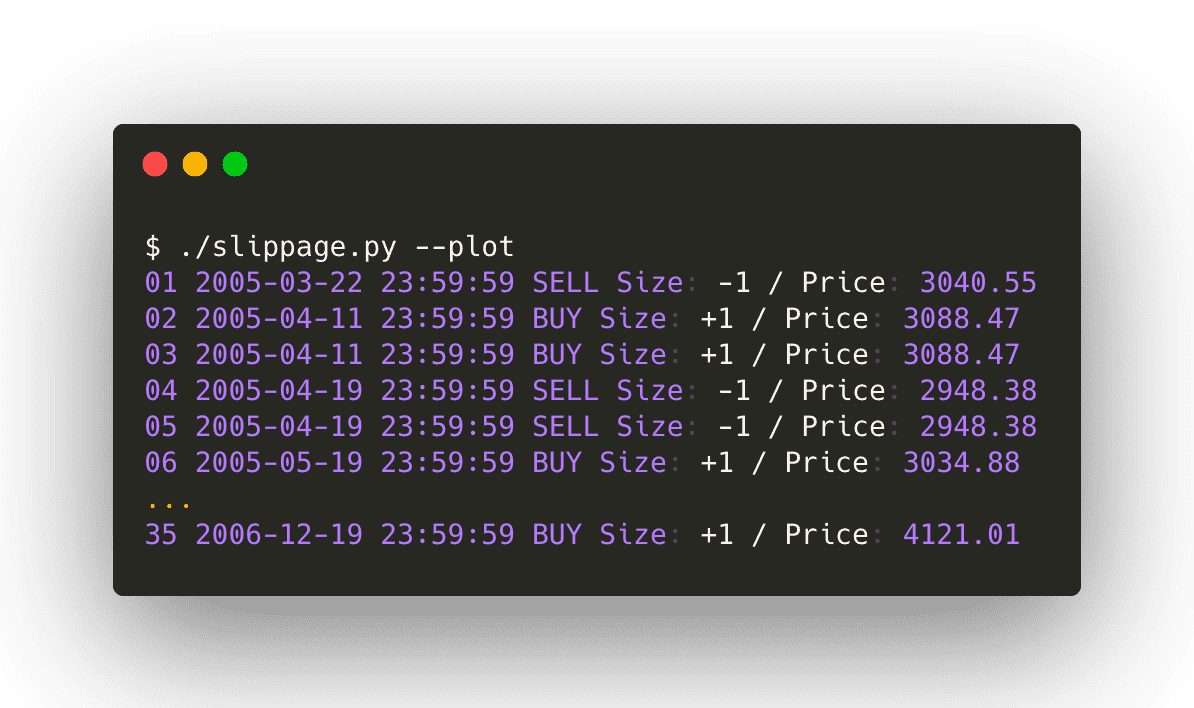 $ ./slippage.py --plot
01 2005-03-22 23:59:59 SELL Size: -1 / Price: 3040.55
02 2005-04-11 23:59:59 BUY Size: +1 / Price: 3088.47
03 2005-04-11 23:59:59 BUY Size: +1 / Price: 3088.47
04 2005-04-19 23:59:59 SELL Size: -1 / Price: 2948.38
05 2005-04-19 23:59:59 SELL Size: -1 / Price: 2948.38
06 2005-05-19 23:59:59 BUY Size: +1 / Price: 3034.88
...
35 2006-12-19 23:59:59 BUY Size: +1 / Price: 4121.01